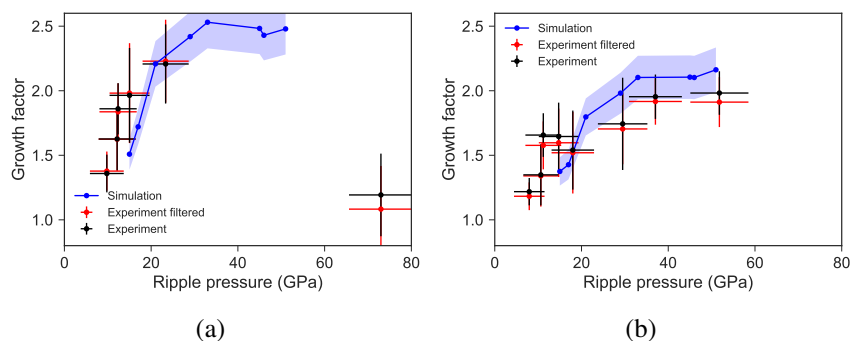 2.5
2.0
1.5
1.0
Growth factor
Simulation
Experiment filtered
Experiment
0 20 40 60 80
Ripple pressure (GPa)
(a)
2.5
2.0
1.5
1.0
Growth factor
Simulation
Experiment filtered
Experiment
0 20 40 60 80
Ripple pressure (GPa)
(b)